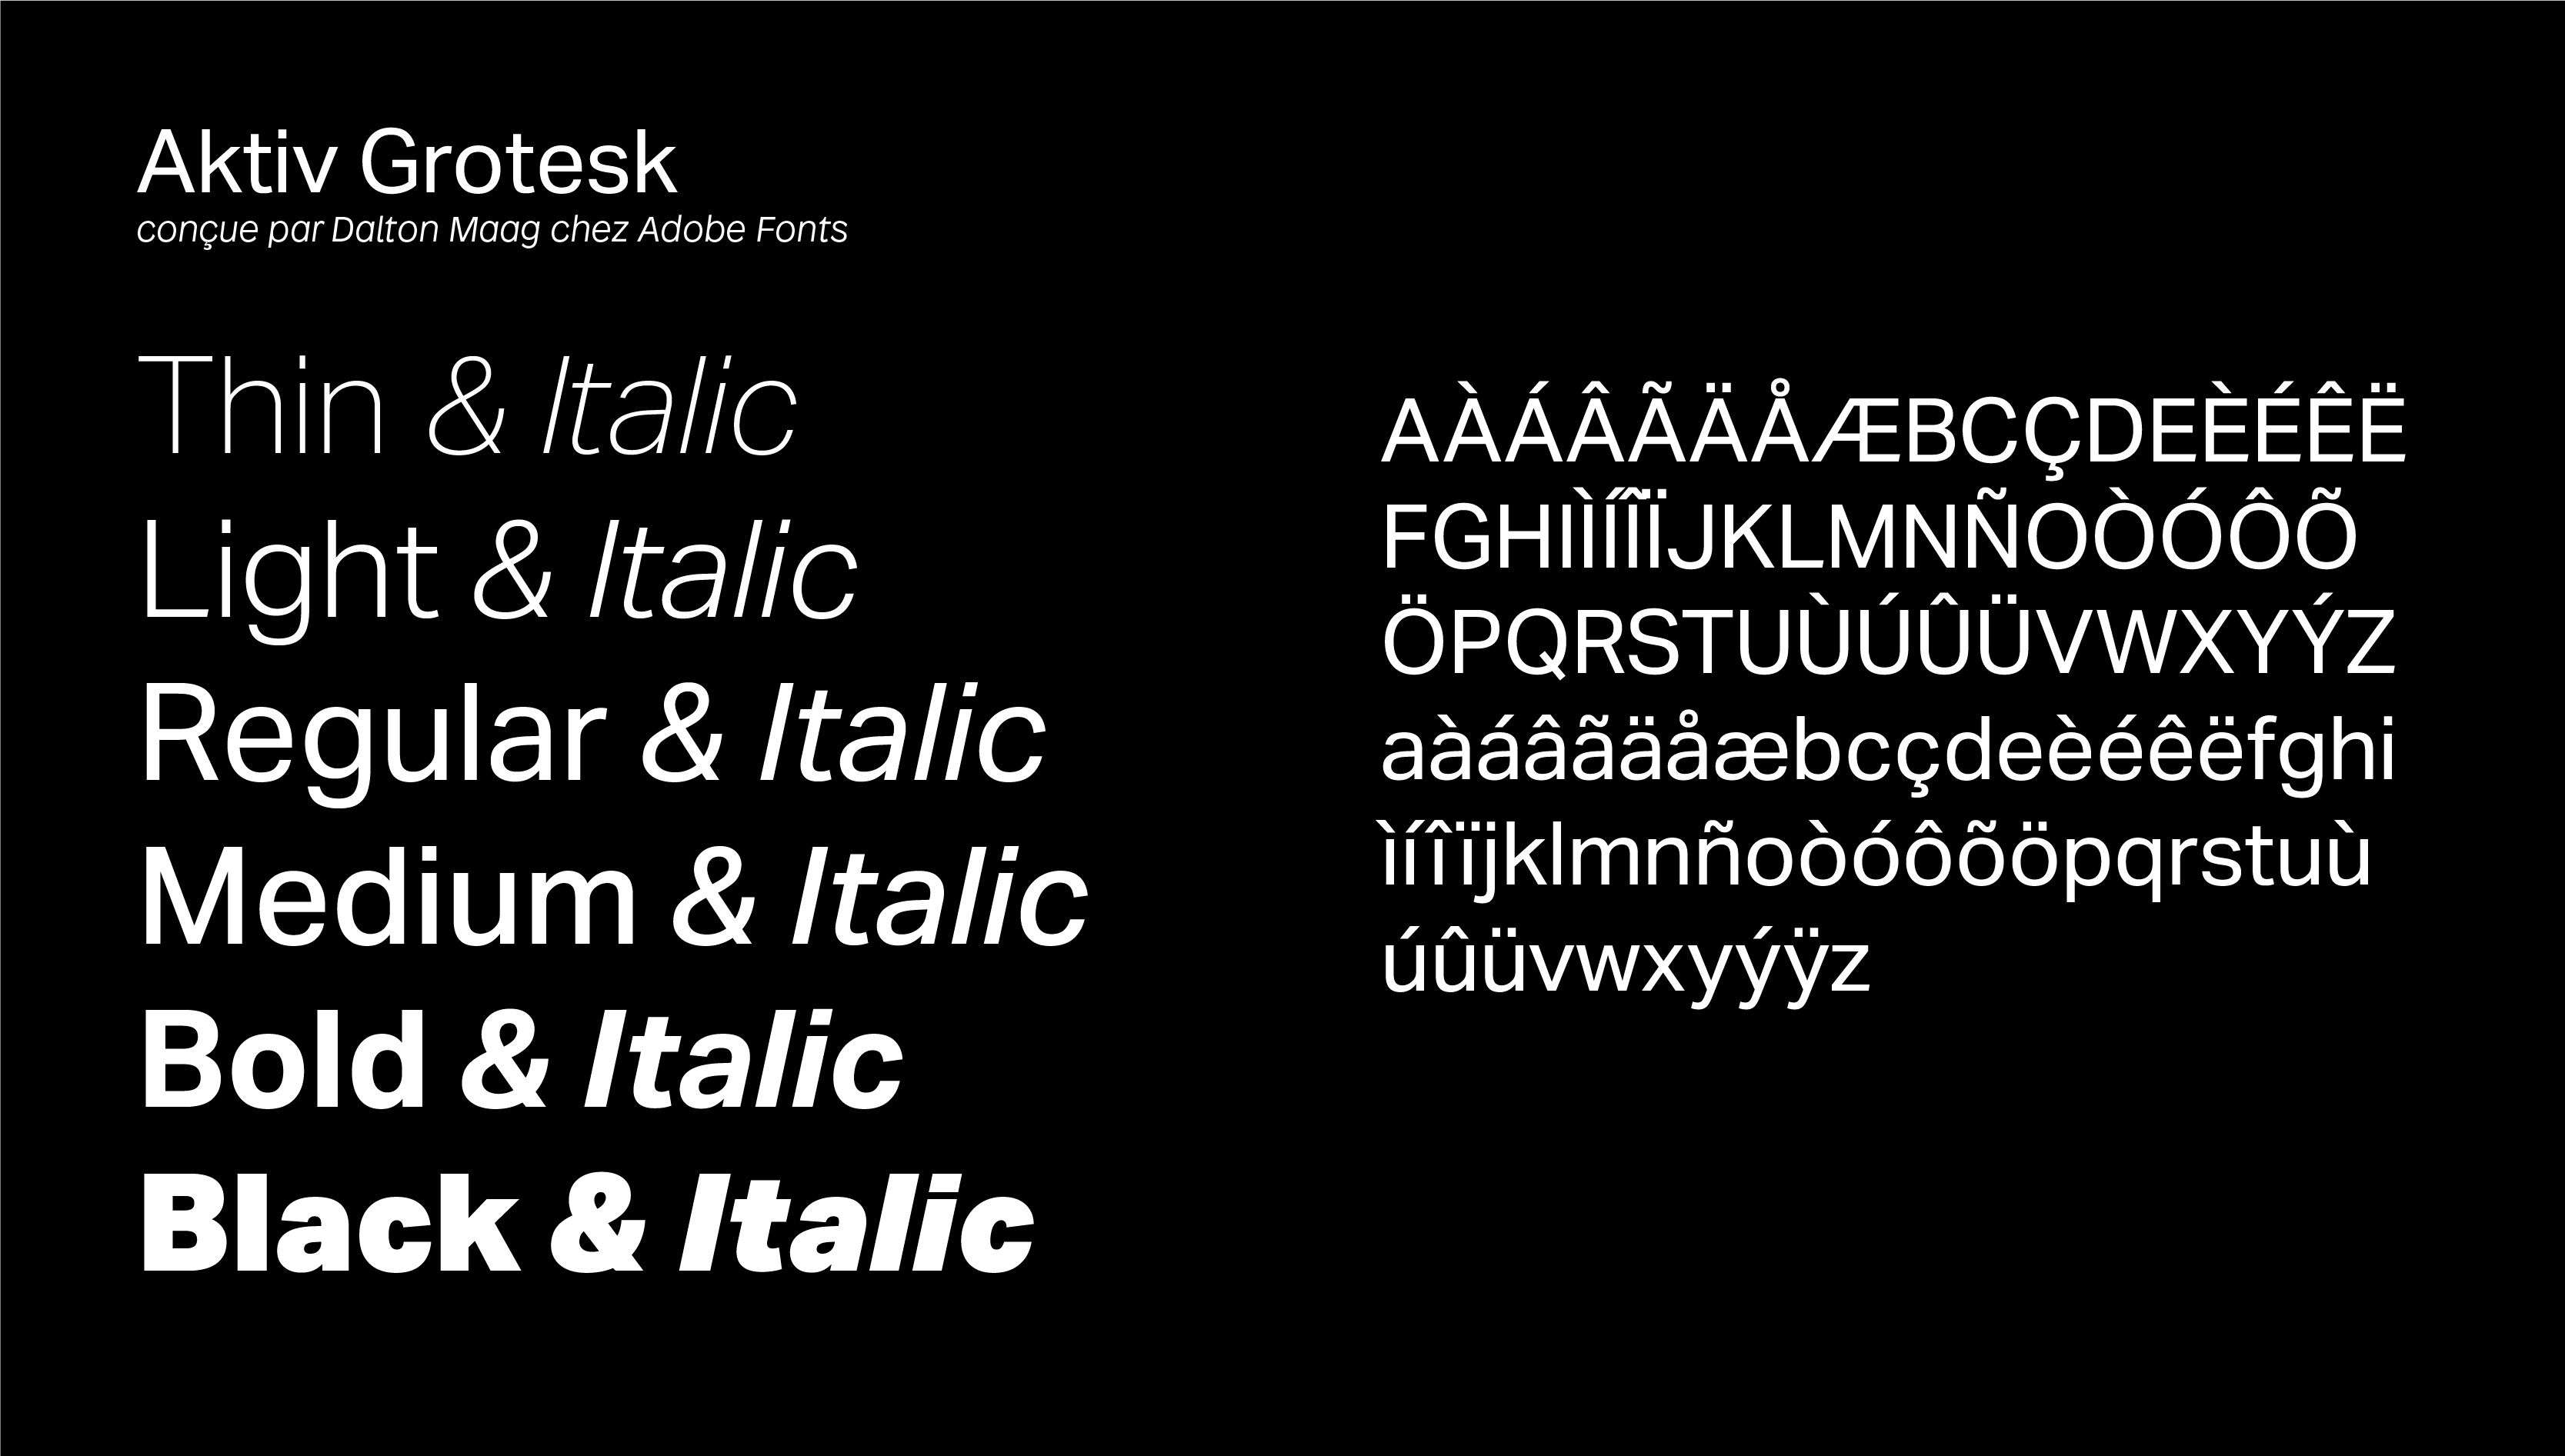 Aktiv Grotesk
conçue par Dalton Maag chez Adobe Fonts
Thin & Italic
Light & Italic
Regular & Italic
Medium & Italic
Bold & Italic
Black & Italic
AÀÁÂÃÄÅÆBCÇDEÈÉÊË
FGHIÌÍÎÏJKLMNÑOÒÓÔÕ
ÖPQRSTUÙÚÛÜVWXYÝZ
aàáâãäåæbcçdeèéêëfghi
ìíîïjklmnñoòóôõöpqrstuù
úûüvwxyýÿz